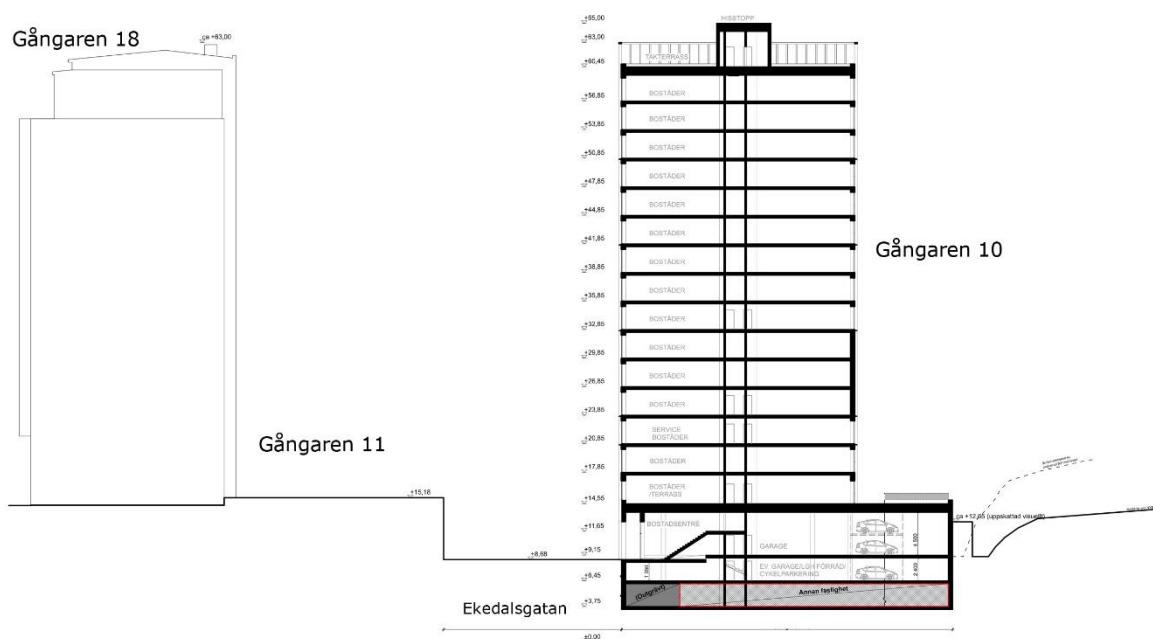 Gångaren 18
ca +63,00
HISSTOPP
+65,00
+63,00
TAKTERRASS
+60,45
BOSTÄDER
+56,85
BOSTÄDER
+53,85
BOSTÄDER
+50,85
BOSTÄDER
+47,85
BOSTÄDER
+44,85
BOSTÄDER
+41,85
Gångaren 10
BOSTÄDER
+38,85
BOSTÄDER
+35,85
BOSTÄDER
+32,85
BOSTÄDER
+29,85
BOSTÄDER
+26,85
BOSTÄDER
+23,85
Gångaren 11
SERVICE
BOSTÄDER
+20,85
BOSTÄDER
+17,85
BOSTÄDER
/TERRASS
+15,18
+14,55
ca +12,65 (uppskattad visuellt)
BOSTADSENTRÉ
+11,65
GARAGE
+9,15
+8,68
EV. GARAGE/LGH FÖRRÅD/
CYKELPARKERING
2 400
+6,45
(Outgrävt)
Annan fastighet
+3,75
Ekedalsgatan
±0.00